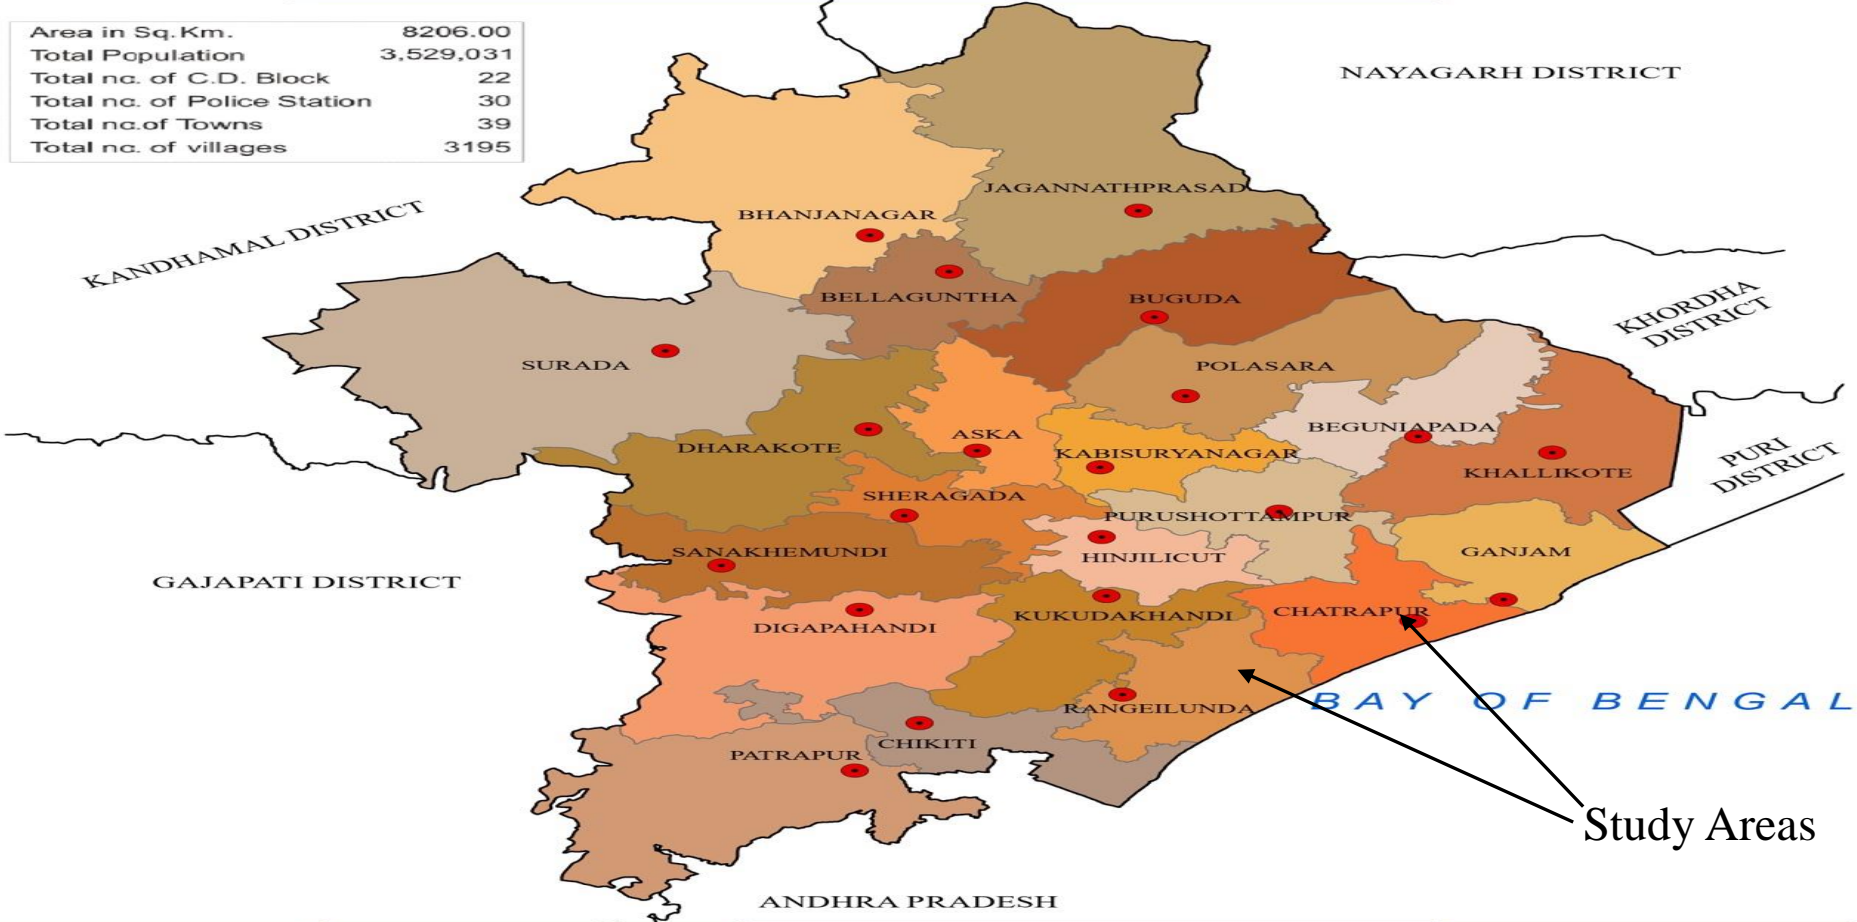 Area in Sq.Km. 8206.00
Total Population 3,529,031
Total no. of C.D. Block 22
Total no. of Police Station 30
Total no.of Towns 39
Total no. of villages 3195
NAYAGARH DISTRICT
KANDHAMAL DISTRICT
JAGANNATHPRASAD
BHANJANAGAR
BELLAGUNTHA
BUGUDA
KHORDHA
DISTRICT
SURADA
POLASARA
BEGUNIAPADA
ASKA
DHARAKOTE
KABISURYANAGAR
KHALLIKOTE
PURI
DISTRICT
SHERAGADA
PURUSHOTTAMPUR
SANAKHEMUNDI
HINJILICUT
GANJAM
GAJAPATI DISTRICT
KUKUDAKHANDI
CHATRAPUR
DIGAPAHANDI
BAY OF BENGAL
RANGEILUNDA
CHIKITI
PATRAPUR
Study Areas
ANDHRA PRADESH